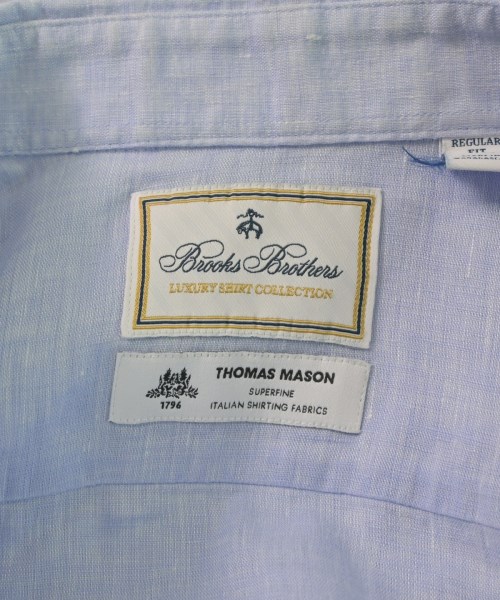 REGULAR
FIT
Brooks Brothers
LUXURY SHIRT COLLECTION
THOMAS MASON
1796
SUPERFINE
ITALIAN SHIRTING FABRICS